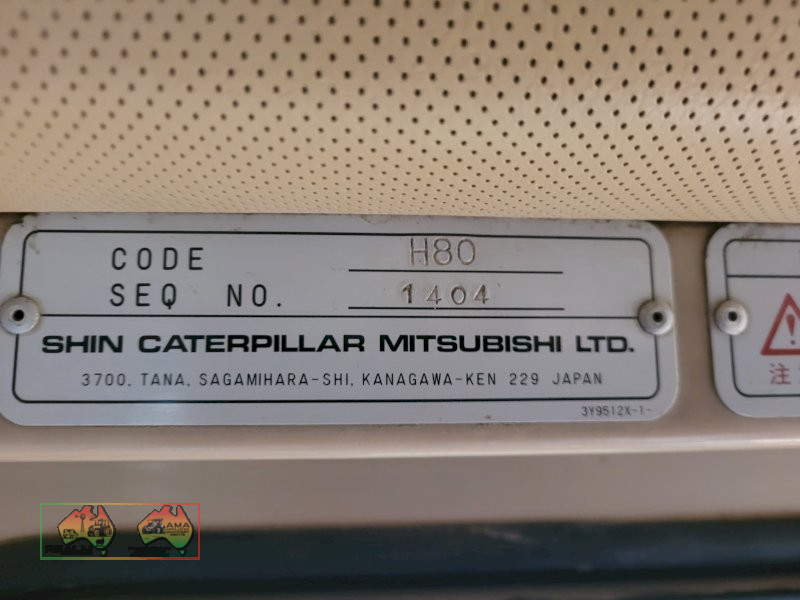 CODE H80
SEQ NO. 1404
SHIN CATERPILLAR MITSUBISHI LTD.
3700. TANA, SAGAMIHARA-SHI, KANAGAWA-KEN 229 JAPAN
3Y9512X-1-
注
AMA